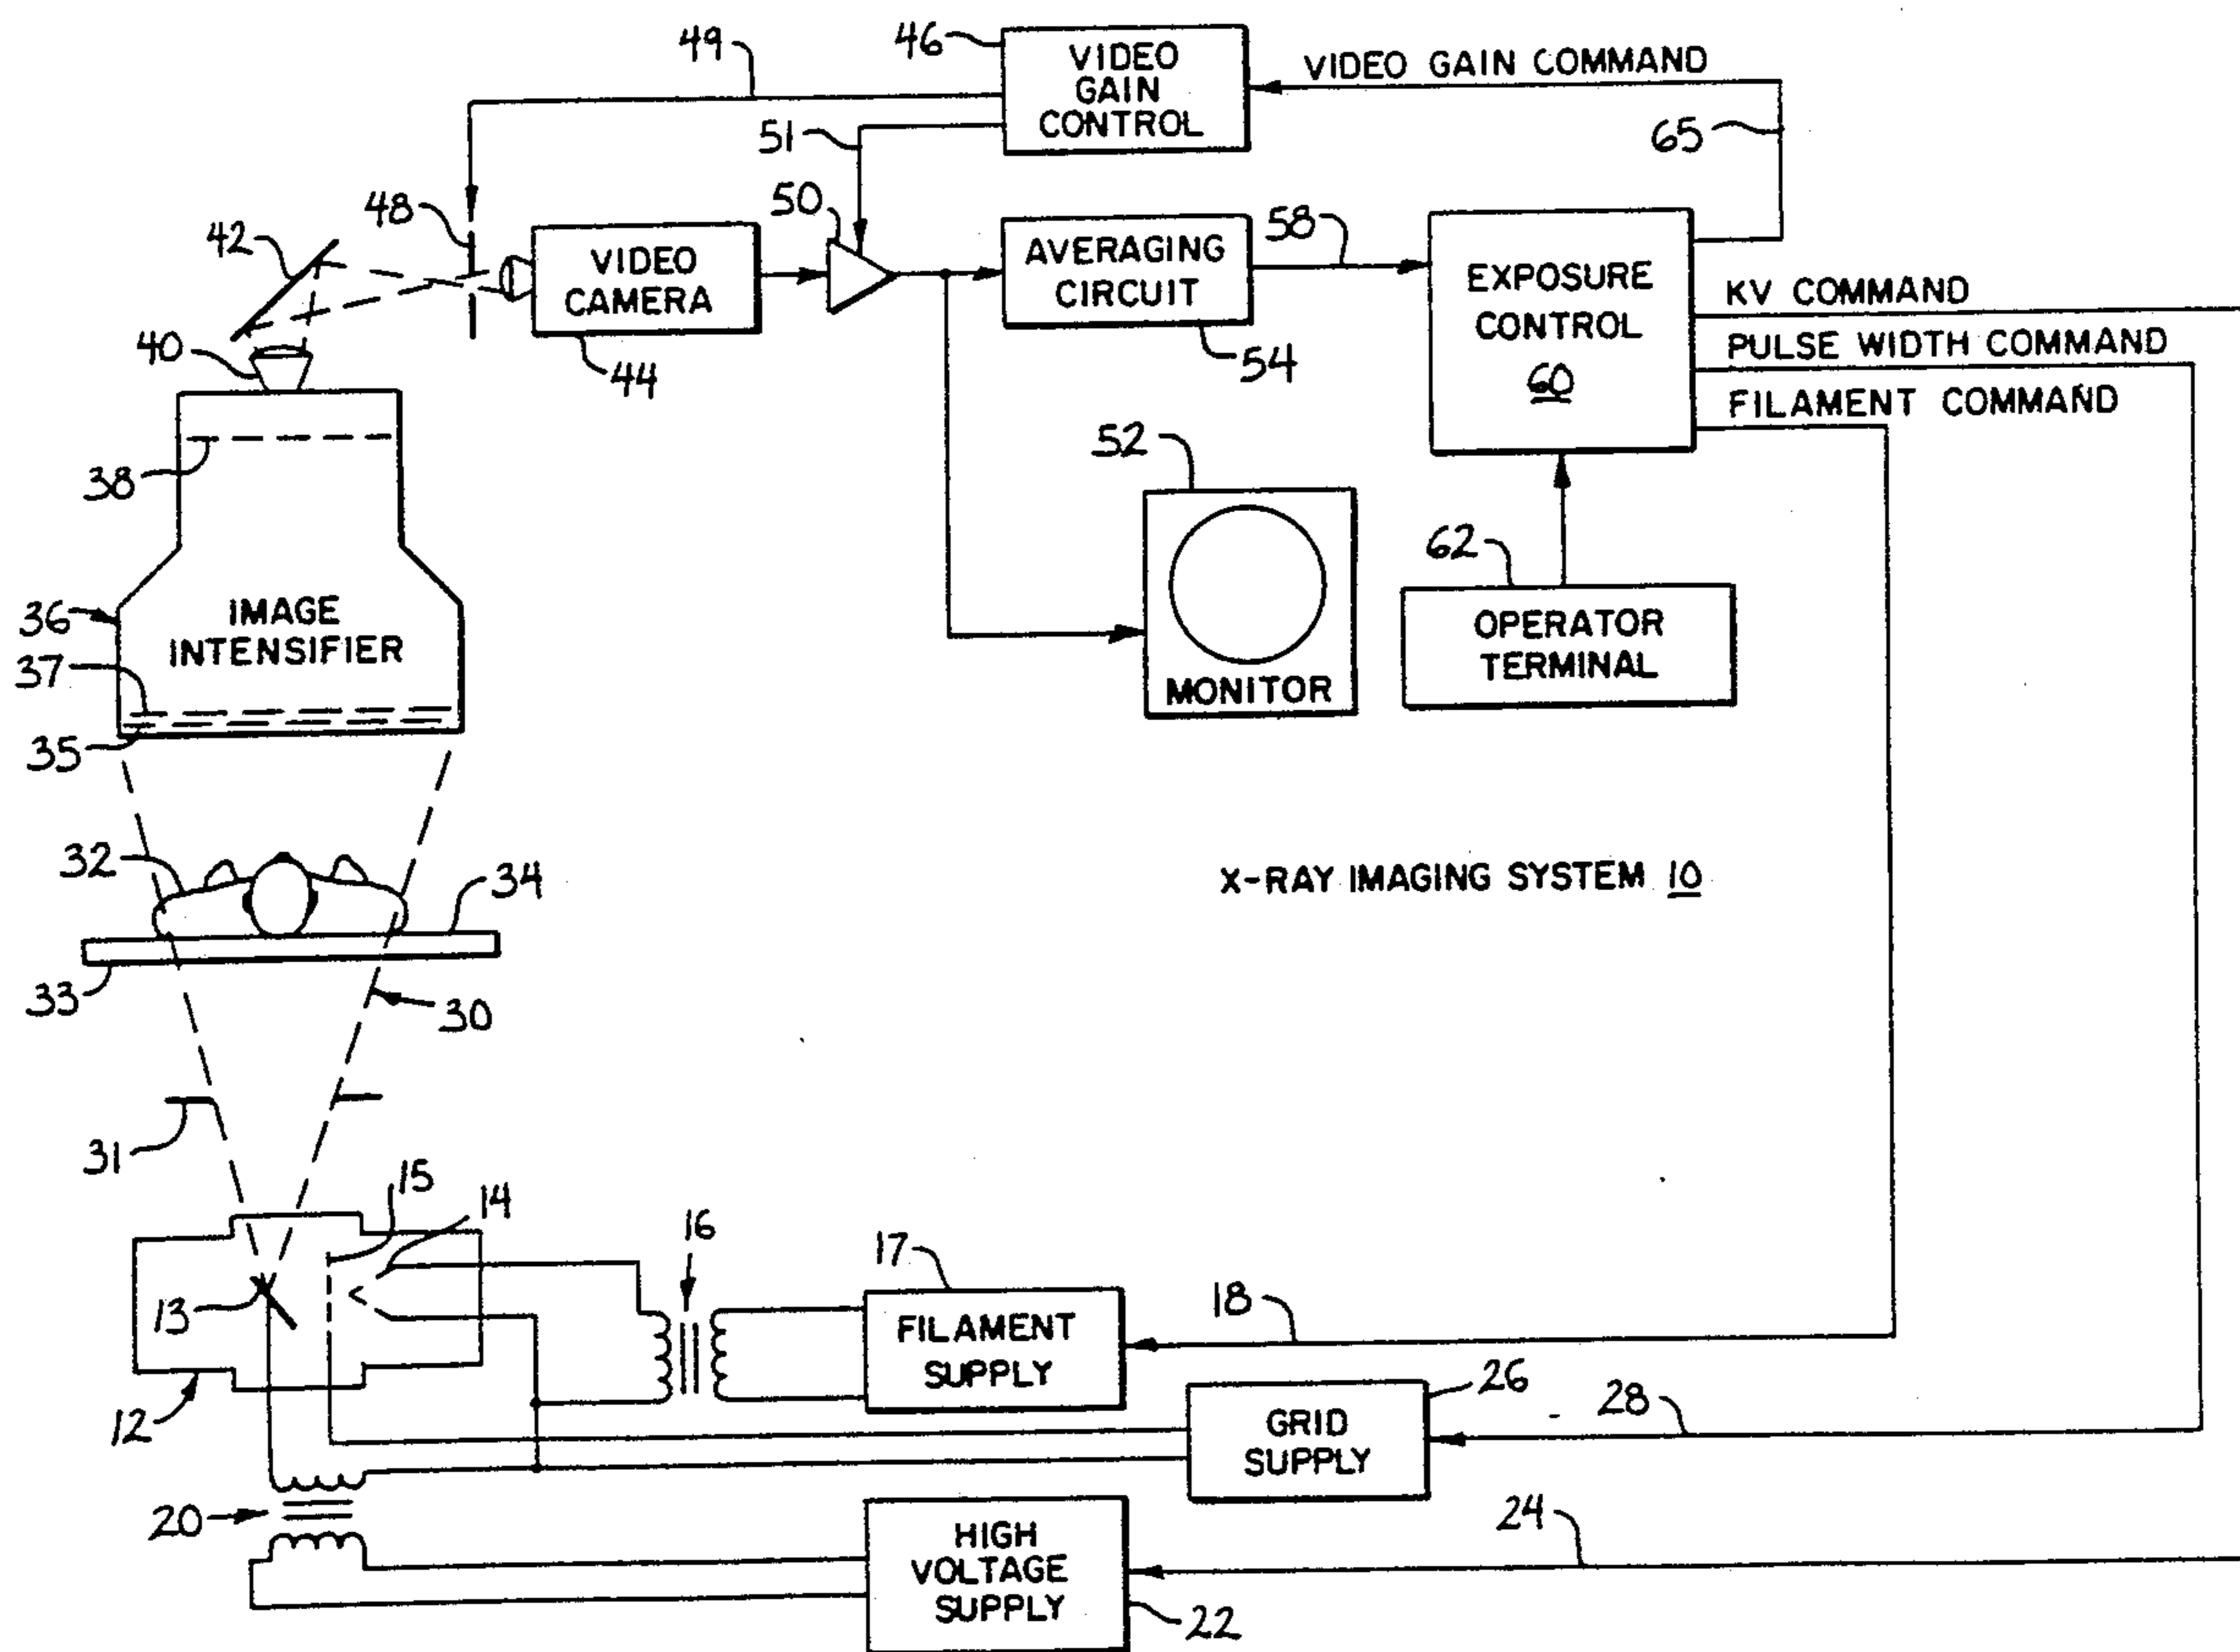 49
46
VIDEO
GAIN
CONTROL
VIDEO GAIN COMMAND
65
51
48
42
50
VIDEO
CAMERA
44
AVERAGING
CIRCUIT
54
58
EXPOSURE
CONTROL
60
KV COMMAND
PULSE WIDTH COMMAND
FILAMENT COMMAND
40
38
52
MONITOR
62
OPERATOR
TERMINAL
36
IMAGE
INTENSIFIER
37
35
32
34
33
30
X-RAY IMAGING SYSTEM 10
31
15
14
16
17
13
12
FILAMENT
SUPPLY
18
26
GRID
SUPPLY
28
20
HIGH
VOLTAGE
SUPPLY
22
24